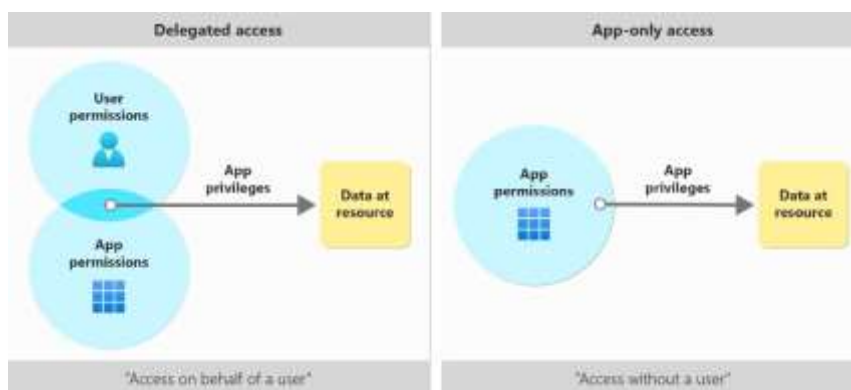 Delegated access
User
permissions
App
privileges
Data at
resource
App
permissions
"Access on behalf of a user"
App-only access
App
permissions
App
privileges
Data at
resource
"Access without a user"